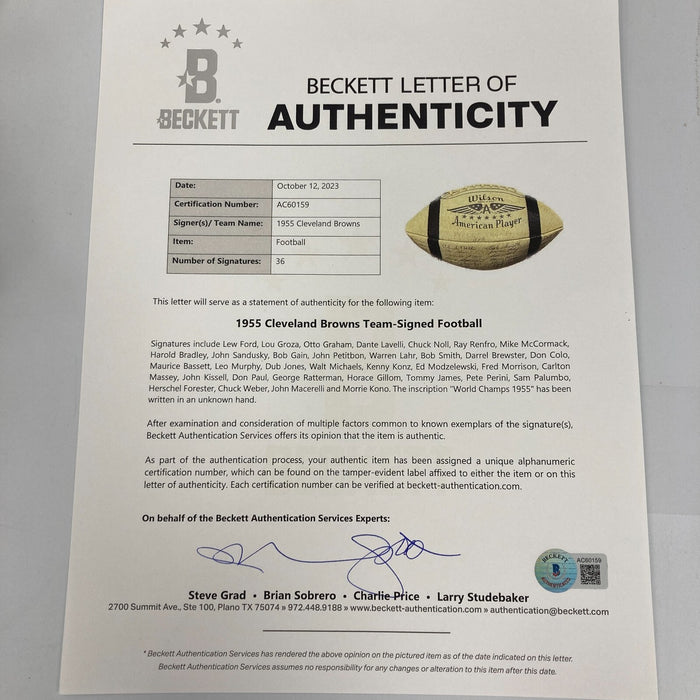 B
BECKETT
BECKETT LETTER OF
AUTHENTICITY
Date: October 12, 2023
Certification Number: AC60159
Signer(s)/ Team Name: 1955 Cleveland Browns
Item: Football
Number of Signatures: 36
Wilson
A
American Player
This letter will serve as a statement of authenticity for the following item:
1955 Cleveland Browns Team-Signed Football
Signatures include Lew Ford, Lou Groza, Otto Graham, Dante Lavelli, Chuck Noll, Ray Renfro, Mike McCormack,
Harold Bradley, John Sandusky, Bob Gain, John Petitbon, Warren Lahr, Bob Smith, Darrel Brewster, Don Colo,
Maurice Bassett, Leo Murphy, Dub Jones, Walt Michaels, Kenny Konz, Ed Modzelewski, Fred Morrison, Carlton
Massey, John Kissell, Don Paul, George Ratterman, Horace Gillom, Tommy James, Pete Perini, Sam Palumbo,
Herschel Forester, Chuck Weber, John Macerelli and Morrie Kono. The inscription "World Champs 1955" has been
written in an unknown hand.
After examination and consideration of multiple factors common to known exemplars of the signature(s),
Beckett Authentication Services offers its opinion that the item is authentic.
As part of the authentication process, your authentic item has been assigned a unique alphanumeric
certification number, which can be found on the tamper-evident label affixed to either the item or on this
letter of authenticity. Each certification number can be verified at beckett-authentication.com.
On behalf of the Beckett Authentication Services Experts:
BECKETT
B
AUTHENTICATED
AC60159
Steve Grad • Brian Sobrero • Charlie Price • Larry Studebaker
2700 Summit Ave., Ste 100, Plano TX 75074 » 972.448.9188 » www.beckett-authentication.com » authentication@beckett.com
* Beckett Authentication Services has rendered the above opinion on the pictured item as of the date indicated on this letter.
Beckett Authentication Services assumes no responsibility for any changes or alteration to this item after this date.